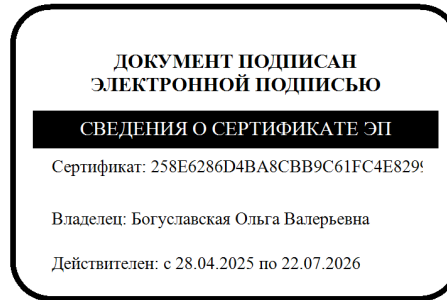 ДОКУМЕНТ ПОДПИСАН
ЭЛЕКТРОННОЙ ПОДПИСЬЮ
СВЕДЕНИЯ О СЕРТИФИКАТЕ ЭП
Сертификат: 258E6286D4BA8CBB9C61FC4E8299
Владелец: Богуславская Ольга Валерьевна
Действителен: с 28.04.2025 по 22.07.2026